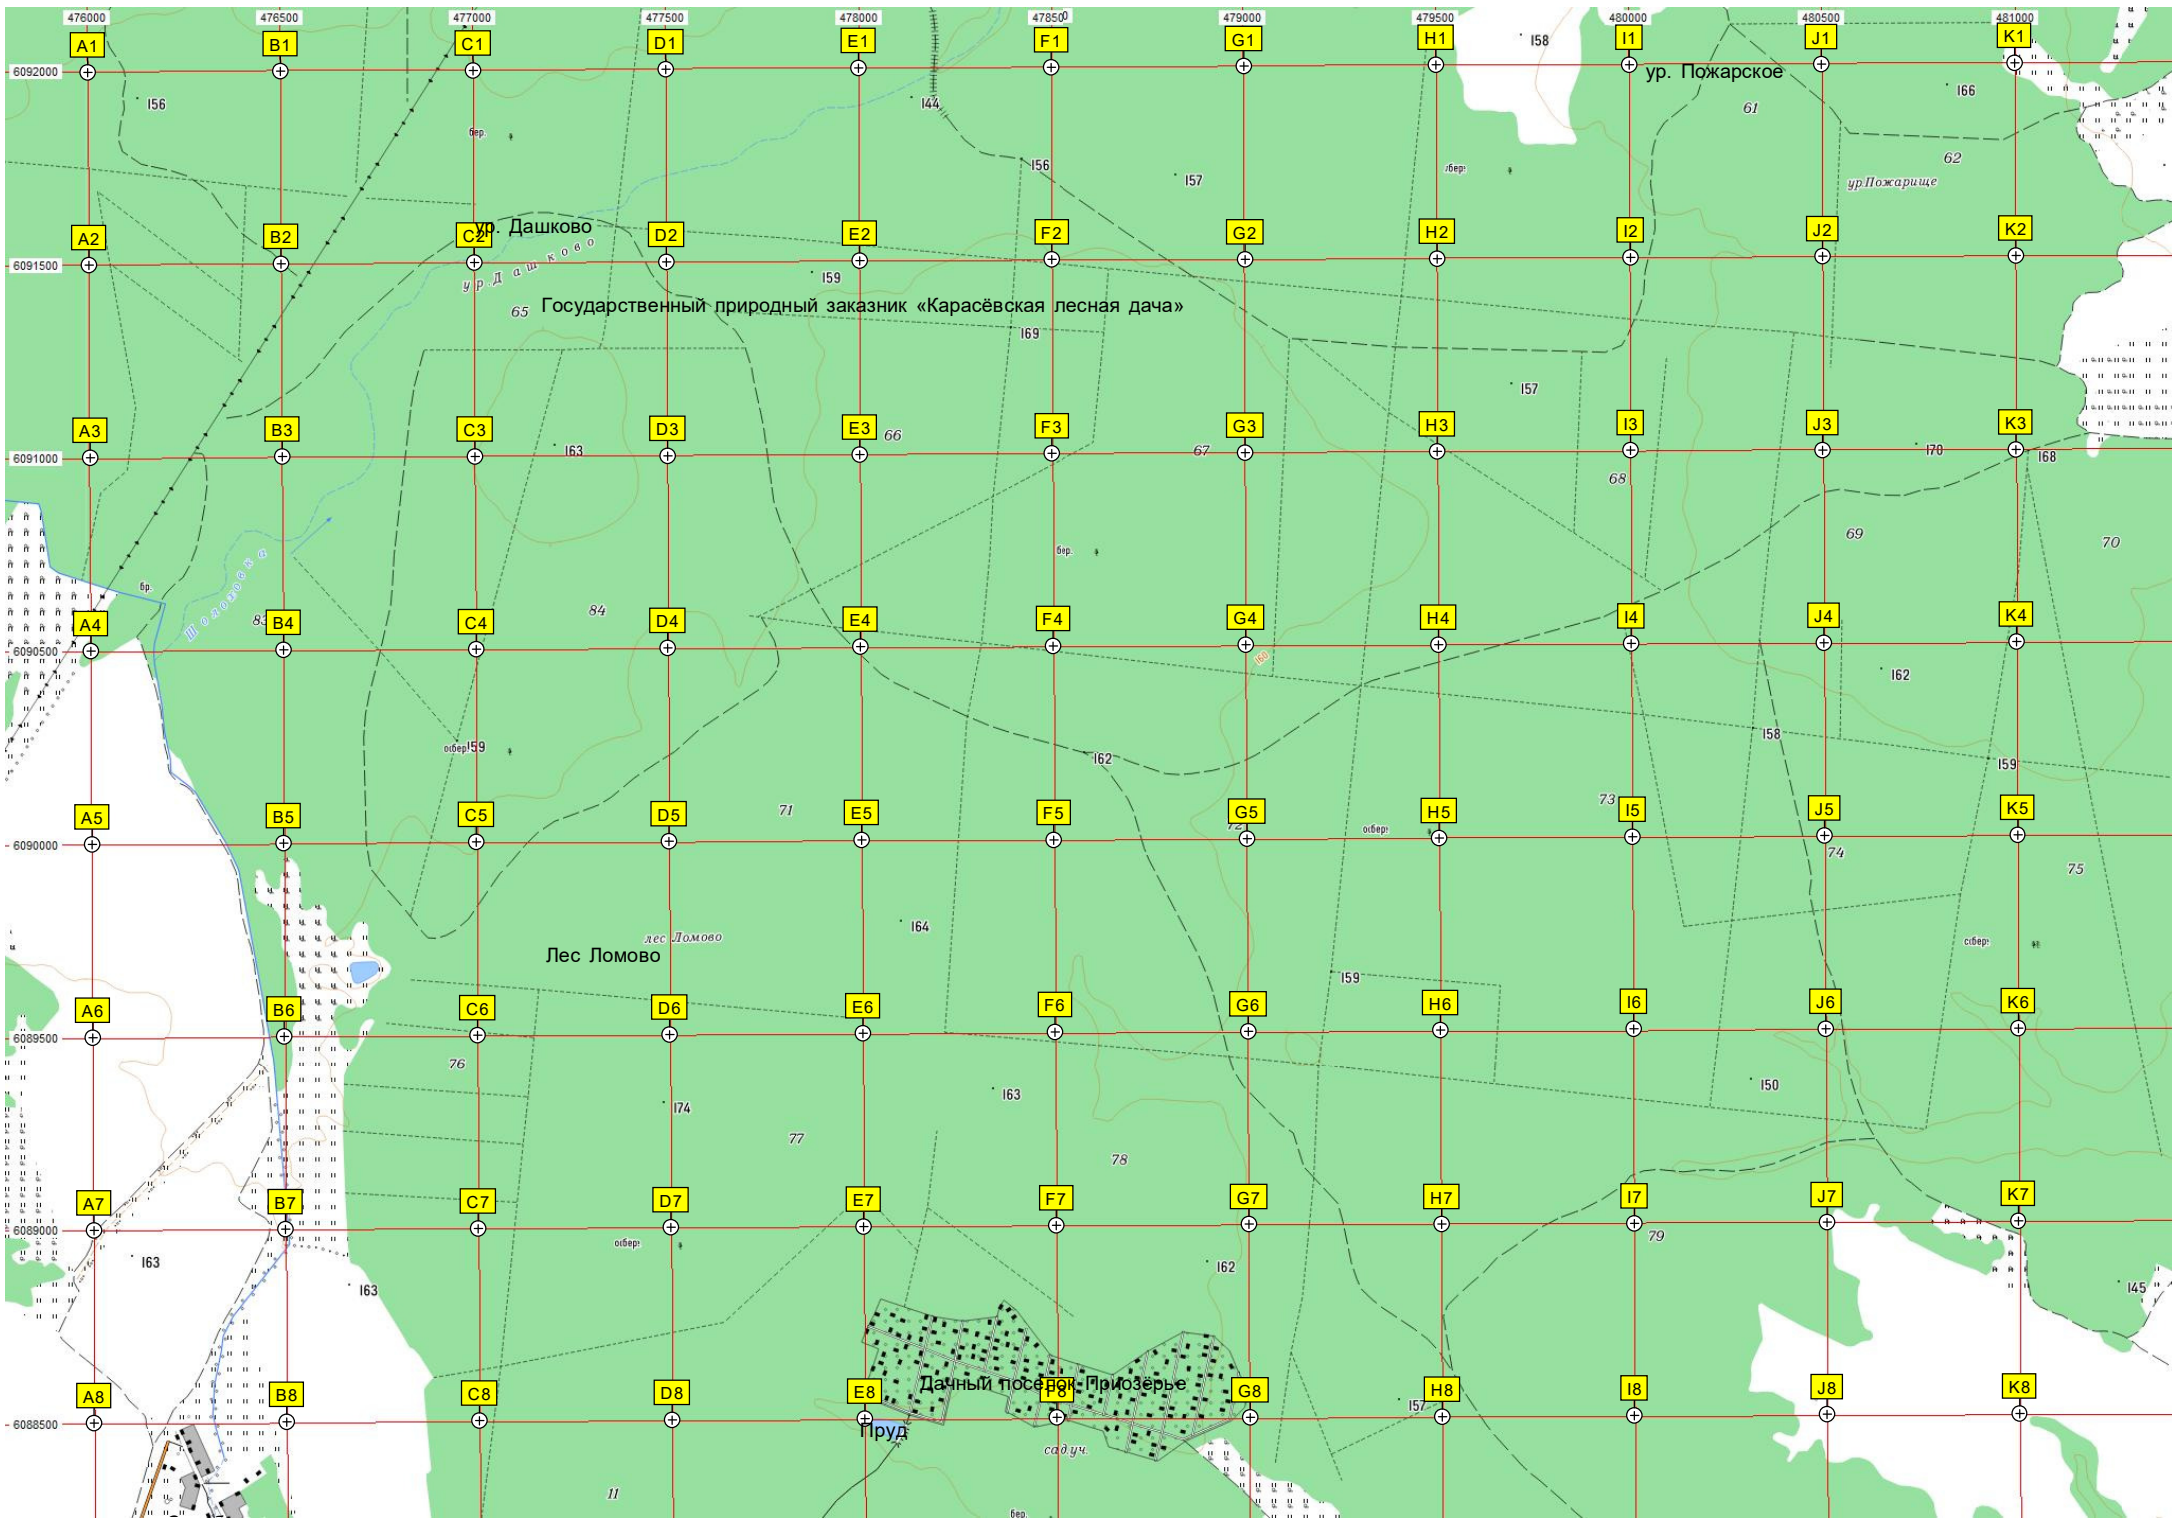 476000 476500 477000 477500 478000 478500 479000 479500 480000 480500 481000
A1 B1 C1 D1 E1 F1 G1 H1 I1 J1 K1
158
6092000
ур. Пожарское
166
156 144
61
бер.
156
62
157
бер.
ур.Пожарище
ур. Дашково
A2 B2 C2 D2 E2 F2 G2 H2 I2 J2 K2
ур.Дашково
6091500
159
65
Государственный природный заказник «Карасёвская лесная дача»
169
157
A3 B3 C3 D3 E3 F3 G3 H3 I3 J3 K3
66
163
67
170
168
6091000
68
69
70
бер.
Шоломовка
бр.
84
83
A4 B4 C4 D4 E4 F4 G4 H4 I4 J4 K4
6090500
160
162
158
159
162
159
73
71
A5 B5 C5 D5 E5 F5 G5 H5 I5 J5 K5
72
6090000
74
75
164
лес Ломово
Лес Ломово
159
A6 B6 C6 D6 E6 F6 G6 H6 I6 J6 K6
6089500
76
150
163
174
77
78
A7 B7 C7 D7 E7 F7 G7 H7 I7 J7 K7
6089000
79
163
162
163
145
Дачный поселок Приозерье
A8 B8 C8 D8 E8 F8 G8 H8 I8 J8 K8
157
6088500
Пруд
сад.уч.
11
бер.